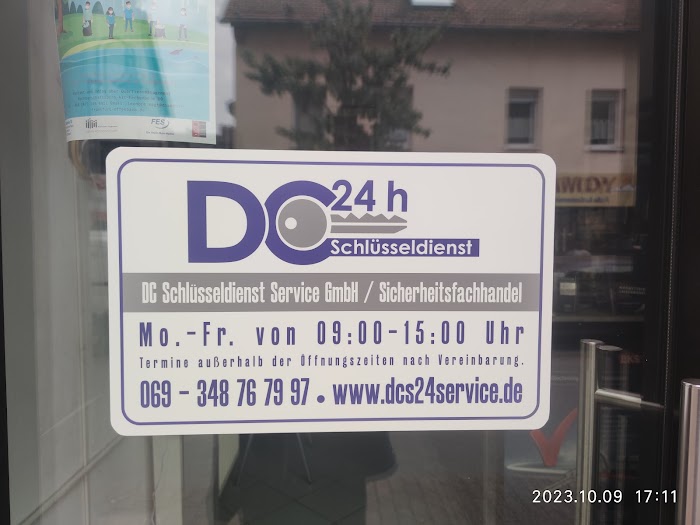 FES
DC 24 h
Schlüsseldienst
DC Schlüsseldienst Service GmbH / Sicherheitsfachhandel
Mo.-Fr. von 09:00-15:00 Uhr
Termine außerhalb der Öffnungszeiten nach Vereinbarung.
069 - 348 76 79 97 • www.dcs24service.de
2023.10.09 17:11